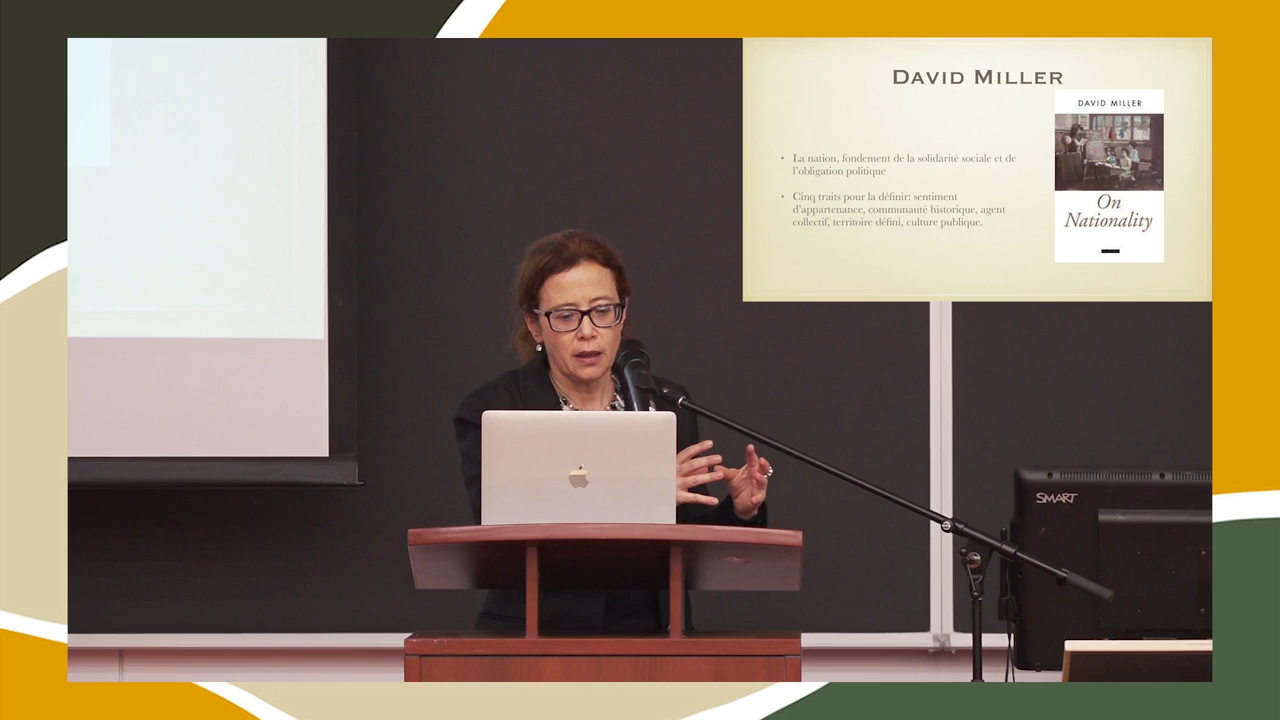 DAVID MILLER
DAVID MILLER
• La nation, fondement de la solidarité sociale et de
l'obligation politique
• Cinq traits pour la définir: sentiment
d'appartenance, communauté historique, agent
collectif, territoire défini, culture publique.
On
Nationality
SMART